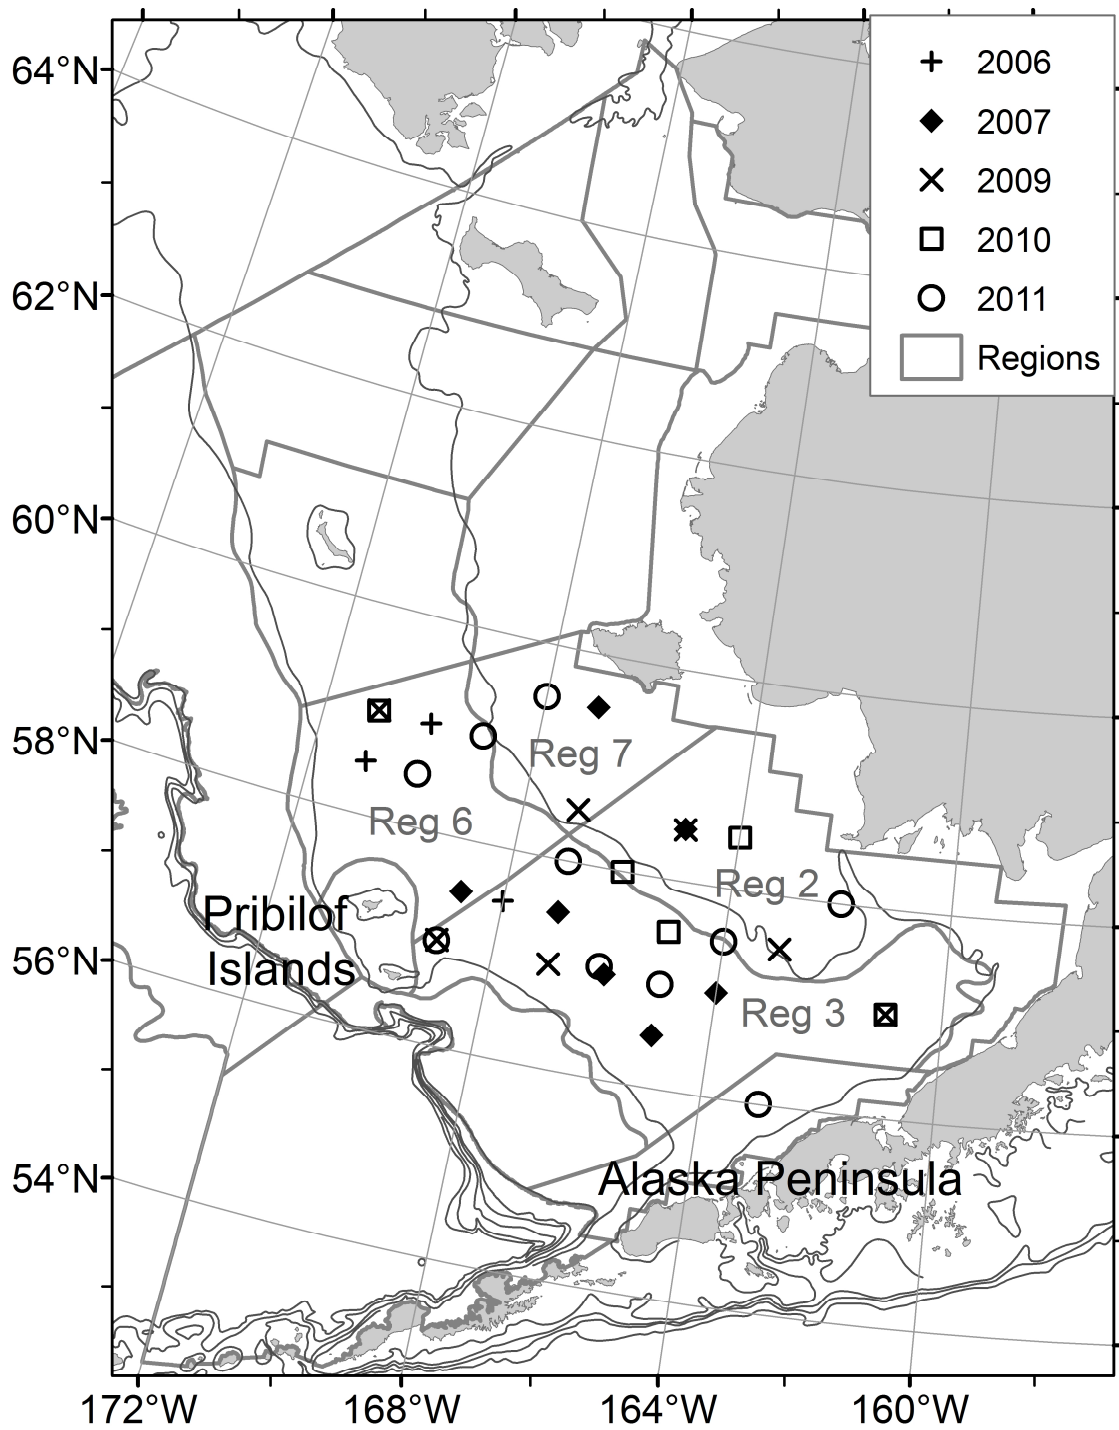 64°N
62°N
60°N
58°N
56°N
54°N
2006
2007
2009
2010
2011
Regions
Reg 7
Reg 6
Reg 2
Pribilof
Islands
Reg 3
Alaska Peninsula
172°W
168°W
164°W
160°W